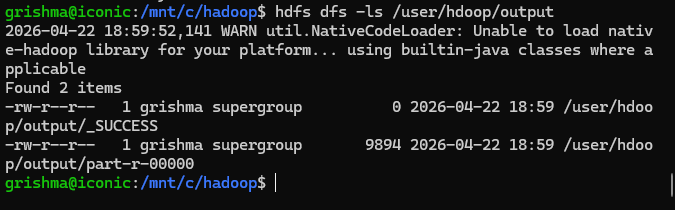 grishma@iconic:/mnt/c/hadoop$ hdfs dfs -ls /user/hdoop/output
2026-04-22 18:59:52,141 WARN util.NativeCodeLoader: Unable to load nativ
e-hadoop library for your platform... using builtin-java classes where a
pplicable
Found 2 items
-rw-r--r--   1 grishma supergroup          0 2026-04-22 18:59 /user/hdoo
p/output/_SUCCESS
-rw-r--r--   1 grishma supergroup       9894 2026-04-22 18:59 /user/hdoo
p/output/part-r-00000
grishma@iconic:/mnt/c/hadoop$